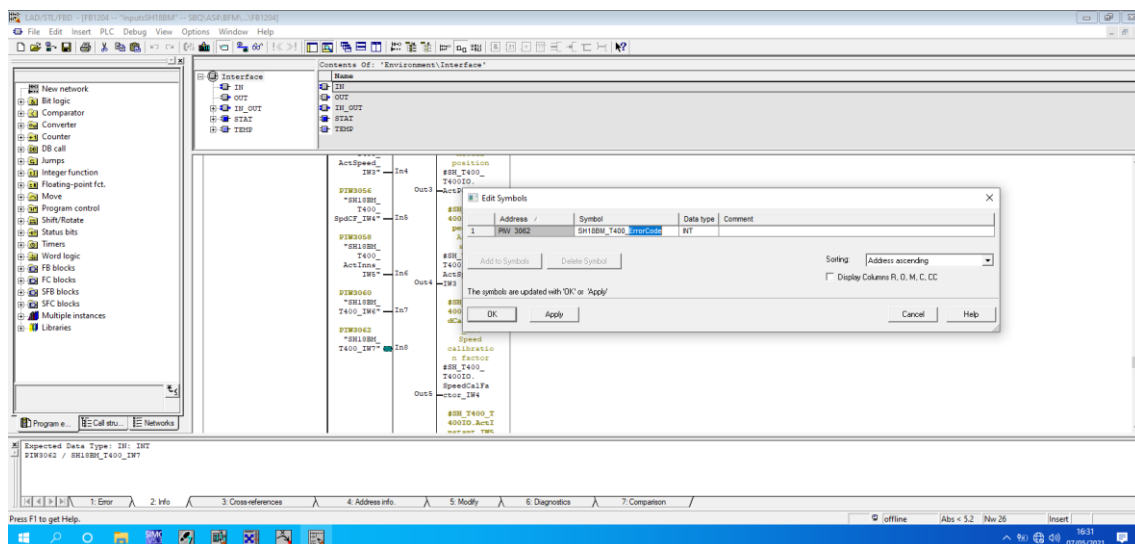 LAD/STL/FBD - [FB1204 -- "InputsSH18BM" -- SBQ\AS4\BFM\...\FB1204]
File Edit Insert PLC Debug View Options Window Help
Contents Of: 'Environment\Interface'
Interface
IN
OUT
IN_OUT
STAT
TEMP
Name
IN
OUT
IN_OUT
STAT
TEMP
New network
Bit logic
Comparator
Converter
Counter
DB call
Jumps
Integer function
Floating-point fct.
Move
Program control
Shift/Rotate
Status bits
Timers
Word logic
FB blocks
FC blocks
SFB blocks
SFC blocks
Multiple instances
Libraries
Program e... Call stru... Networks
ActSpeed_
IW3" In4
PIW3056
"SH18BM_
T400_
SpdCF_IW4" In5
PIW3058
"SH18BM_
T400_
ActInns_
IW5" In6
PIW3060
"SH18BM_
T400_IW6" In7
PIW3062
"SH18BM_
T400_IW7" In8
position
#SH_T400_
T400IO.
Out3
Out4 IW3
Speed
calibratio
n factor
#SH_T400_
T400IO.
SpeedCalFa
Out5 ctor_IW4
#SH_T400_T
400IO.ActI
Edit Symbols
Address / Symbol Data type Comment
1 PIW 3062 SH18BM_T400_ErrorCode INT
Add to Symbols Delete Symbol
Sorting: Address ascending
Display Columns R, O, M, C, CC
The symbols are updated with 'OK' or 'Apply'
OK Apply Cancel Help
Expected Data Type: IN: INT
PIW3062 / SH18BM_T400_IW7
1: Error 2: Info 3: Cross-references 4: Address info. 5: Modify 6: Diagnostics 7: Comparison
Press F1 to get Help.
offline Abs < 5.2 Nw 26 Insert
16:31
07/05/2021